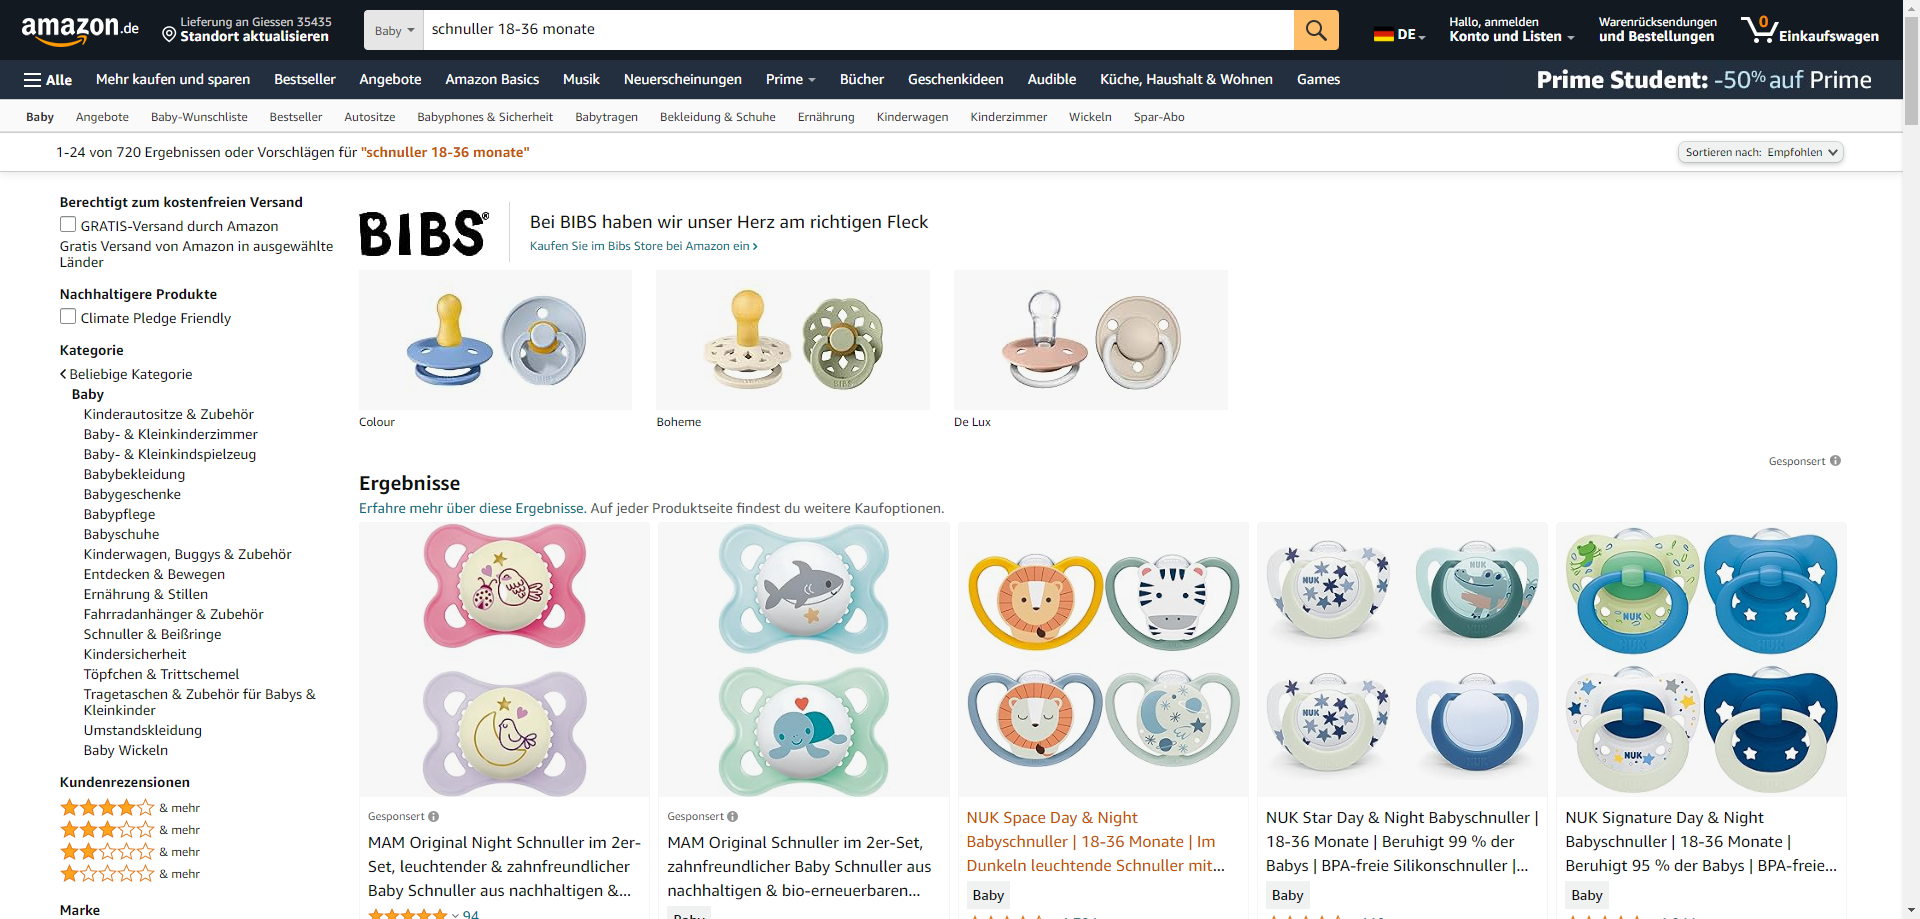 amazon.de
Lieferung an Giessen 35435
Standort aktualisieren
Baby
schnuller 18-36 monate
DE
Hallo, anmelden
Konto und Listen
Warenrücksendungen
und Bestellungen
0
Einkaufswagen
Alle
Mehr kaufen und sparen
Bestseller
Angebote
Amazon Basics
Musik
Neuerscheinungen
Prime
Bücher
Geschenkideen
Audible
Küche, Haushalt & Wohnen
Games
Prime Student: -50% auf Prime
Baby
Angebote
Baby-Wunschliste
Bestseller
Autositze
Babyphones & Sicherheit
Babytragen
Bekleidung & Schuhe
Ernährung
Kinderwagen
Kinderzimmer
Wickeln
Spar-Abo
1-24 von 720 Ergebnissen oder Vorschlägen für "schnuller 18-36 monate"
Sortieren nach: Empfohlen
Berechtigt zum kostenfreien Versand
GRATIS-Versand durch Amazon
Gratis Versand von Amazon in ausgewählte
Länder
Nachhaltigere Produkte
Climate Pledge Friendly
Kategorie
Beliebige Kategorie
Baby
Kinderautositze & Zubehör
Baby- & Kleinkinderzimmer
Baby- & Kleinkindspielzeug
Babybekleidung
Babygeschenke
Babypflege
Babyschuhe
Kinderwagen, Buggys & Zubehör
Entdecken & Bewegen
Ernährung & Stillen
Fahrradanhänger & Zubehör
Schnuller & Beißringe
Kindersicherheit
Töpfchen & Trittschemel
Tragetaschen & Zubehör für Babys &
Kleinkinder
Umstandskleidung
Baby Wickeln
Kundenrezensionen
& mehr
& mehr
& mehr
& mehr
Marke
BIBS®
Bei BIBS haben wir unser Herz am richtigen Fleck
Kaufen Sie im Bibs Store bei Amazon ein ›
BIBS
Colour
Boheme
De Lux
Gesponsert
Ergebnisse
Erfahre mehr über diese Ergebnisse. Auf jeder Produktseite findest du weitere Kaufoptionen.
NUK
NUK
NUK
NUK
NUK
Gesponsert
MAM Original Night Schnuller im 2er-
Set, leuchtender & zahnfreundlicher
Baby Schnuller aus nachhaltigen &...
94
Gesponsert
MAM Original Schnuller im 2er-Set,
zahnfreundlicher Baby Schnuller aus
nachhaltigen & bio-erneuerbaren...
Baby
NUK Space Day & Night
Babyschnuller | 18-36 Monate | Im
Dunkeln leuchtende Schnuller mit...
Baby
NUK Star Day & Night Babyschnuller |
18-36 Monate | Beruhigt 99 % der
Babys | BPA-freie Silikonschnuller |...
Baby
NUK Signature Day & Night
Babyschnuller | 18-36 Monate |
Beruhigt 95 % der Babys | BPA-freie...
Baby